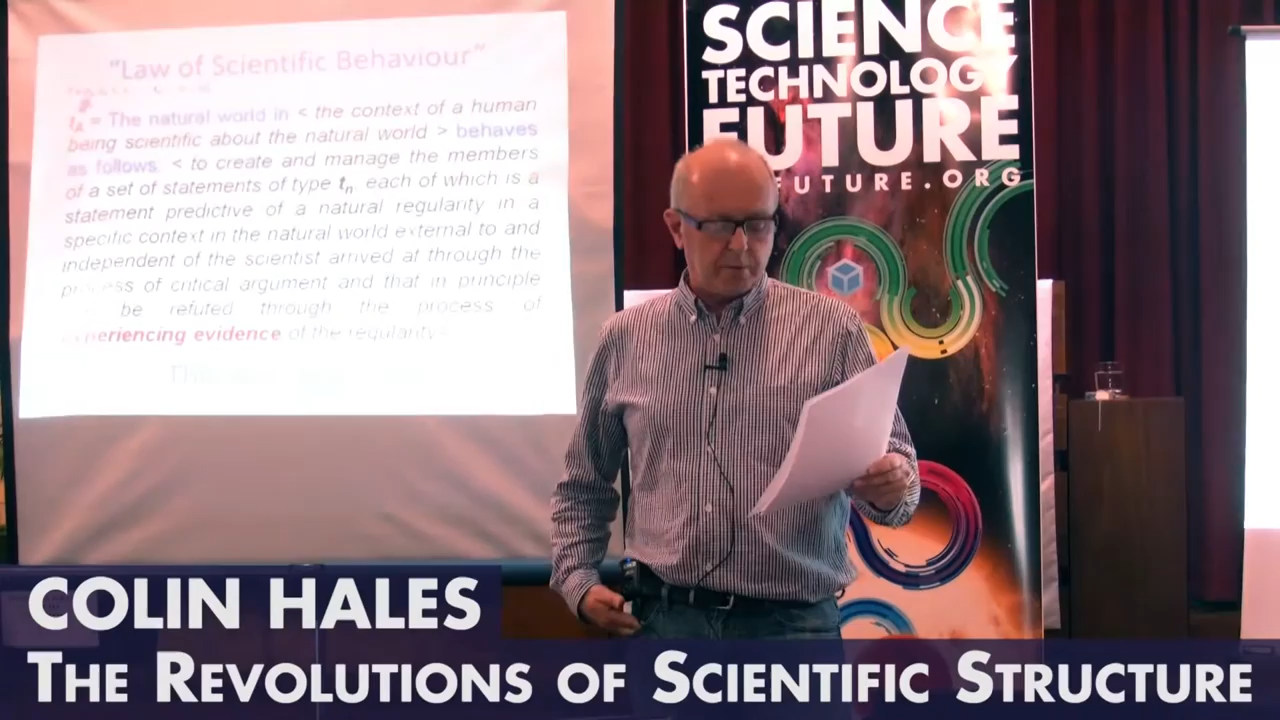 "Law of Scientific Behaviour"
tA = The natural world in < the context of a human
being scientific about the natural world > behaves
as follows: < to create and manage the members
of a set of statements of type tn, each of which is a
statement predictive of a natural regularity in a
specific context in the natural world external to and
independent of the scientist arrived at through the
of critical argument and that in principle
be refuted through the process of
experiencing evidence of the regularity
SCIENCE
TECHNOLOGY
FUTURE
FUTURE.ORG
COLIN HALES
THE REVOLUTIONS OF SCIENTIFIC STRUCTURE